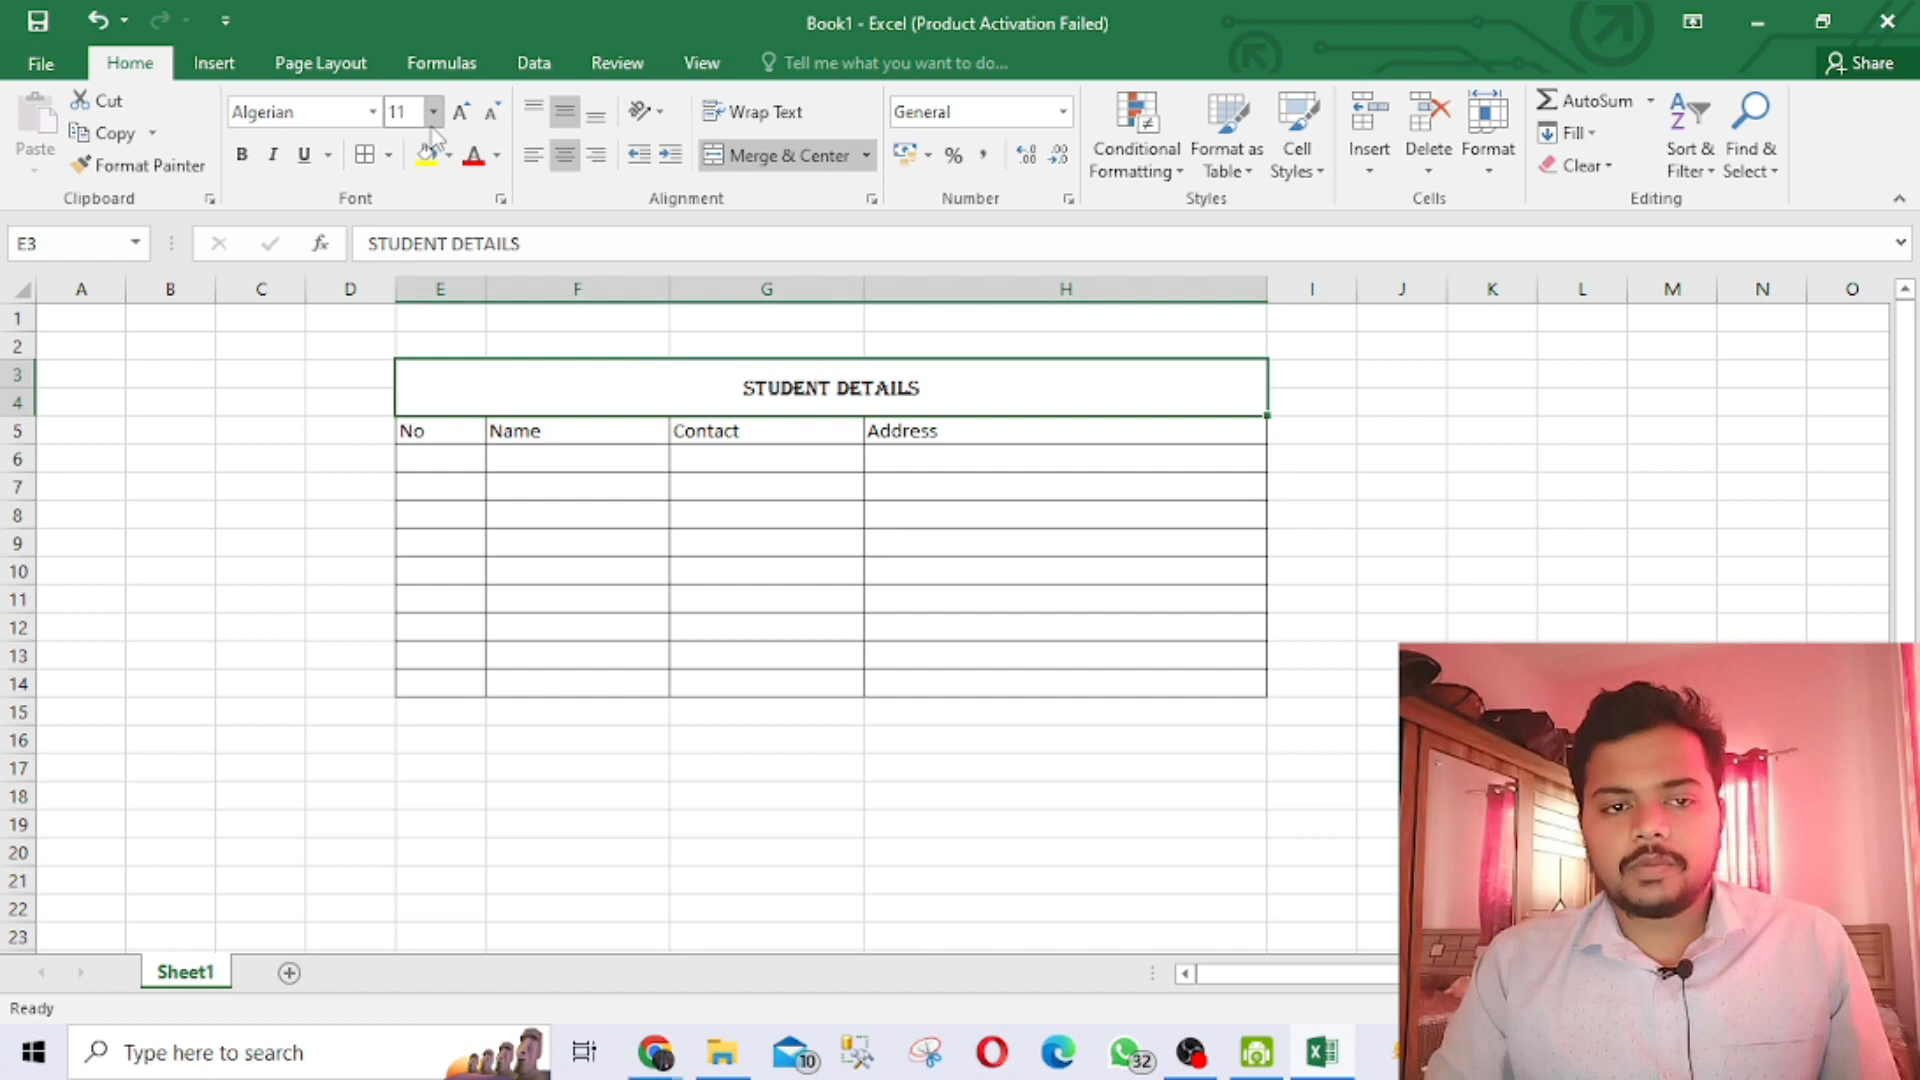 Book1 - Excel (Product Activation Failed)
File Home Insert Page Layout Formulas Data Review View Tell me what you want to do... Share
Paste
Cut
Copy
Format Painter
Clipboard
Algerian 11
B I U
Font
Wrap Text
Merge & Center
Alignment
General
%
Number
Conditional Formatting
Format as Table
Cell Styles
Styles
Insert Delete Format
Cells
AutoSum
Fill
Clear
Sort & Filter
Find & Select
Editing
E3 fx STUDENT DETAILS
A B C D E F G H I J K L M N O
1
2
3
STUDENT DETAILS
4
5 No Name Contact Address
6
7
8
9
10
11
12
13
14
15
16
17
18
19
20
21
22
23
Sheet1
Ready
Type here to search
10
32